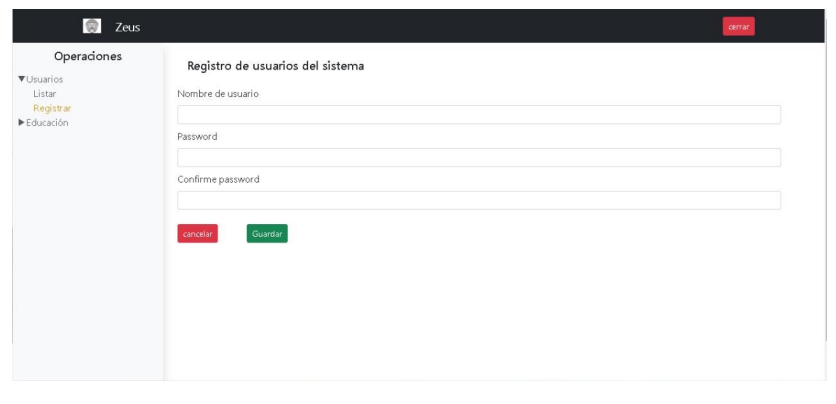 Zeus
cerrar
Operaciones
▼Usuarios
Listar
Registrar
▶Educación
Registro de usuarios del sistema
Nombre de usuario
Password
Confirme password
cancelar
Guardar